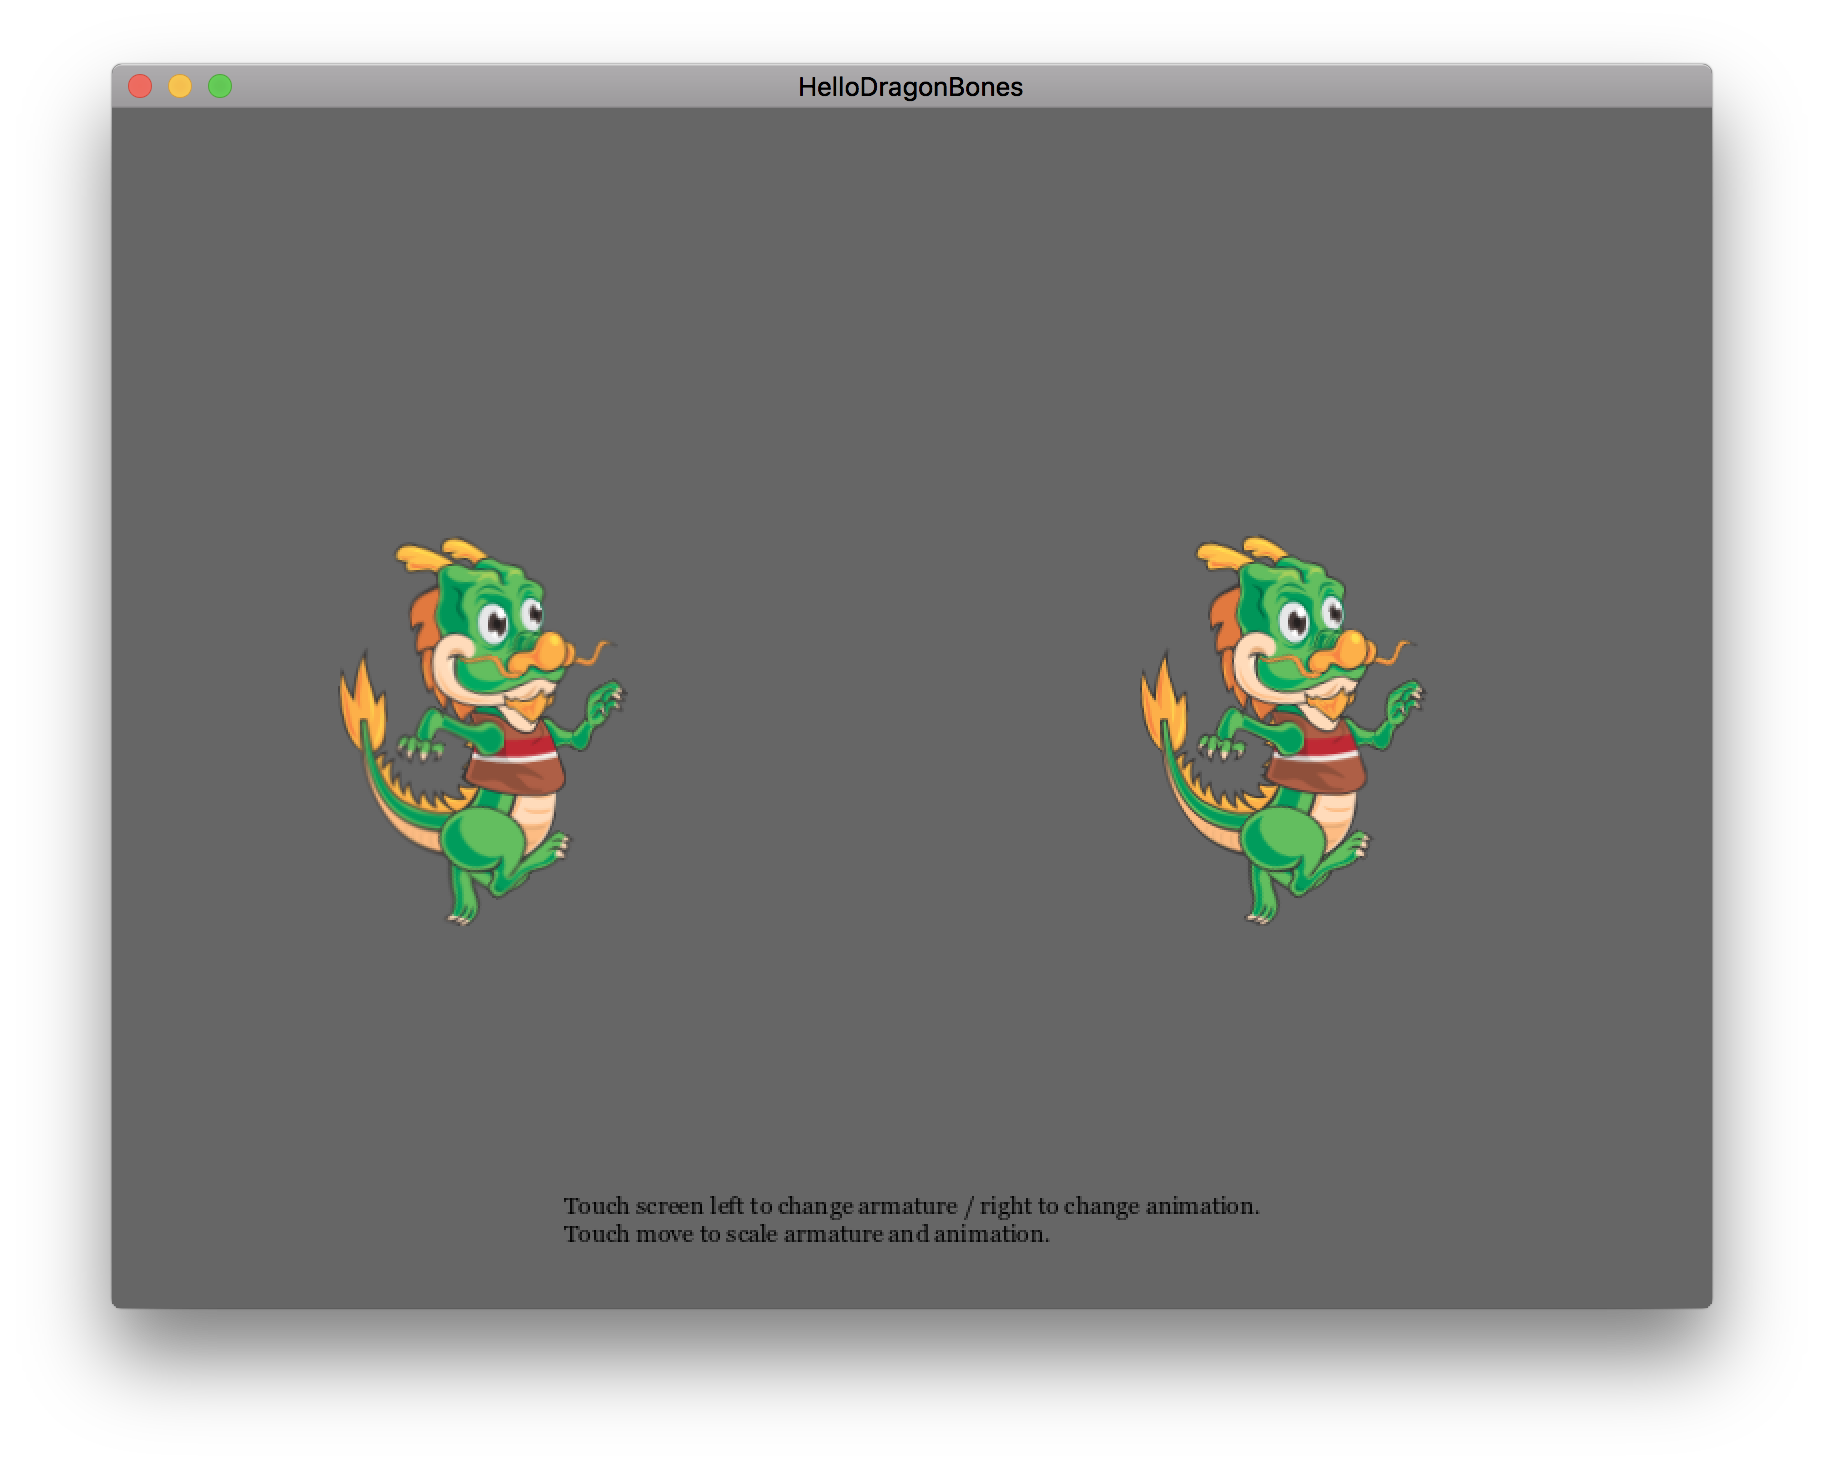 HelloDragonBones
Touch screen left to change armature / right to change animation.
Touch move to scale armature and animation.